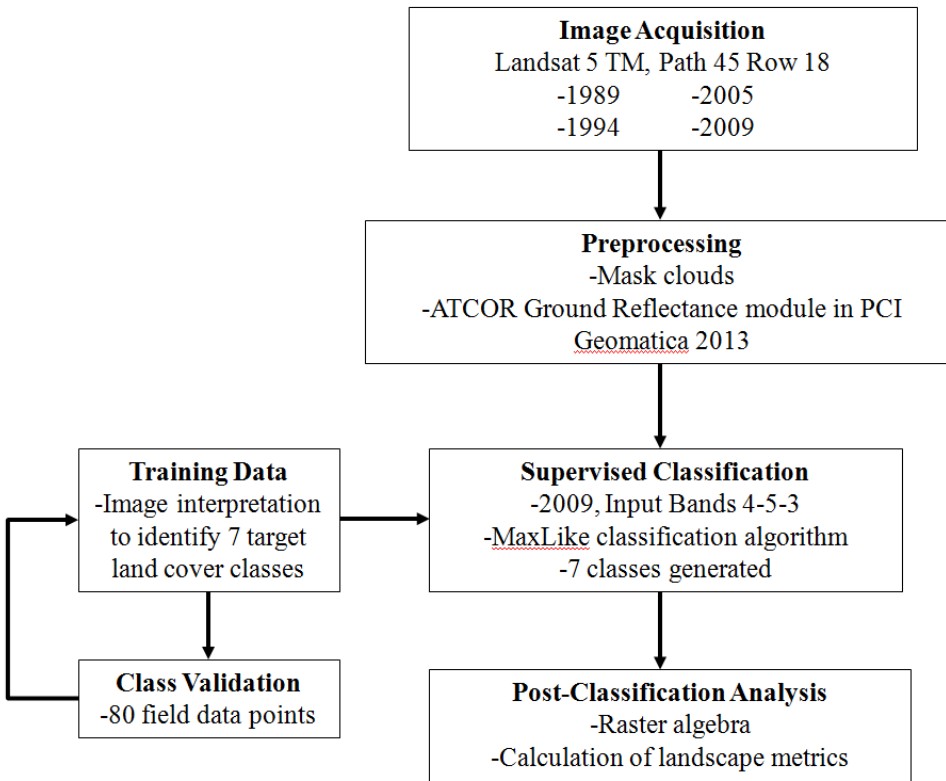 Image Acquisition
Landsat 5 TM, Path 45 Row 18
-1989 -2005
-1994 -2009
Preprocessing
-Mask clouds
-ATCOR Ground Reflectance module in PCI
Geomatica 2013
Training Data
-Image interpretation
to identify 7 target
land cover classes
Supervised Classification
-2009, Input Bands 4-5-3
-MaxLike classification algorithm
-7 classes generated
Class Validation
-80 field data points
Post-Classification Analysis
-Raster algebra
-Calculation of landscape metrics